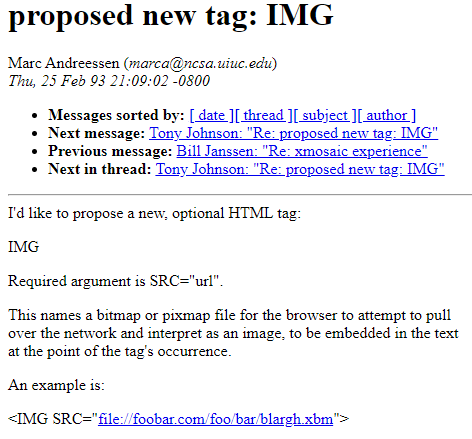 proposed new tag: IMG
Marc Andreessen (marca@ncsa.uiuc.edu)
Thu, 25 Feb 93 21:09:02 -0800
Messages sorted by: [ date ][ thread ][ subject ][ author ]
Next message: Tony Johnson: "Re: proposed new tag: IMG"
Previous message: Bill Janssen: "Re: xmosaic experience"
Next in thread: Tony Johnson: "Re: proposed new tag: IMG"
I'd like to propose a new, optional HTML tag:
IMG
Required argument is SRC="url".
This names a bitmap or pixmap file for the browser to attempt to pull
over the network and interpret as an image, to be embedded in the text
at the point of the tag's occurrence.
An example is:
<IMG SRC="file://foobar.com/foo/bar/blargh.xbm">